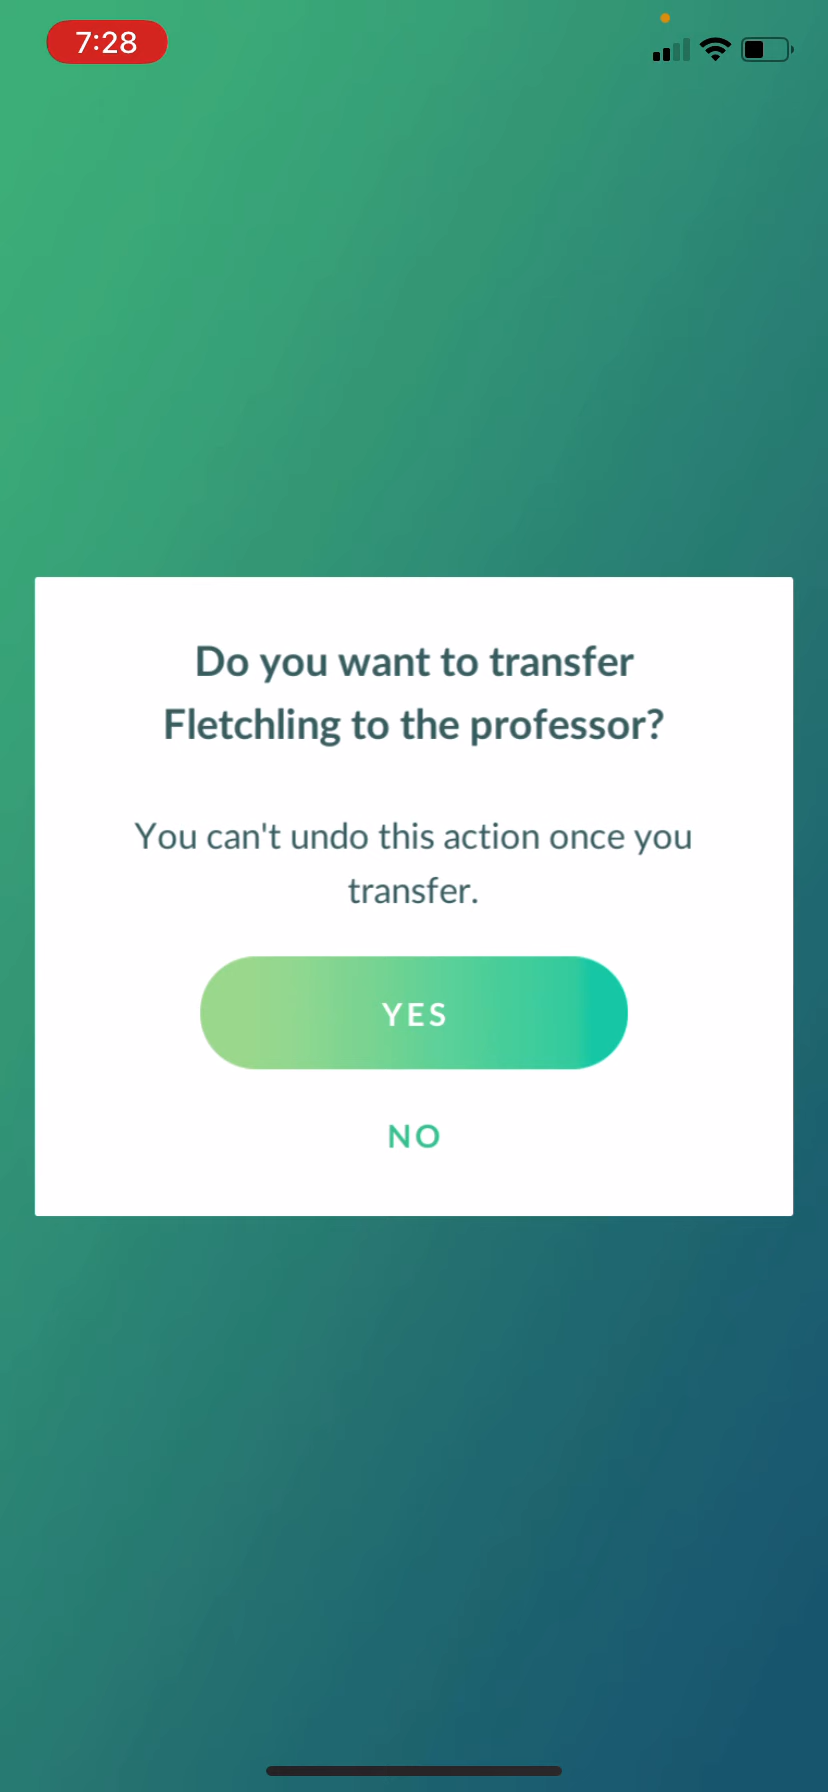 7:28
Do you want to transfer
Fletchling to the professor?
You can't undo this action once you
transfer.
YES
NO